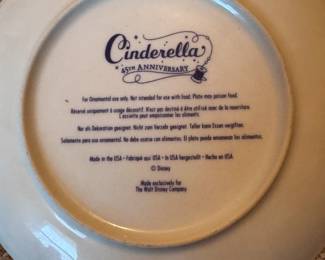 Cinderella
45TH ANNIVERSARY
For Ornamental use only. Not intended for use with food. Plate may poison food.
Réservé uniquement à usage décoratif. N'est pas destiné à être utilisé avec de la nourriture.
L'assiette peut empoisonner les aliments.
Nur als Dekoration geeignet. Nicht zum Verzehr geeignet. Teller kann Essen vergiften.
Solamente para uso ornamental. No debe ponerse en contacto con alimentos. El plato puede envenenar los alimentos.
Made in the USA • Fabriqué aux USA • In USA hergestellt • Hecho en USA
© Disney
Made exclusively for
The Walt Disney Company